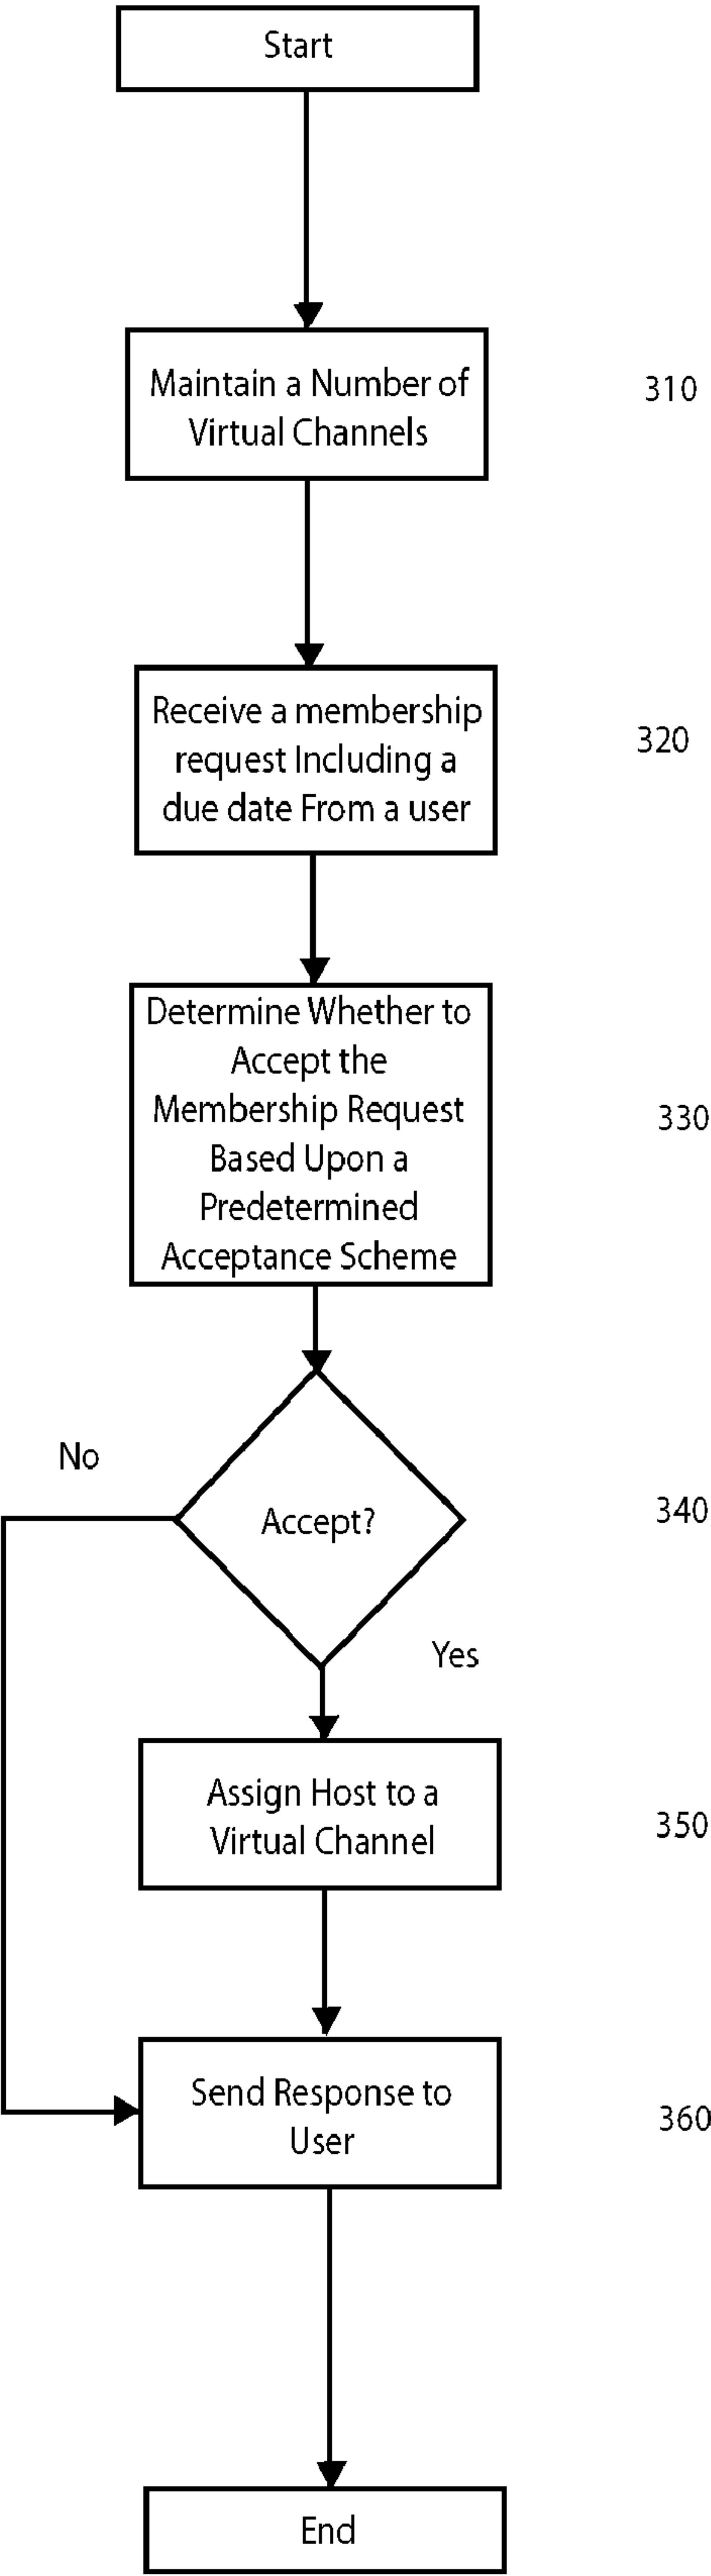 Start
Maintain a Number of
Virtual Channels
310
Receive a membership
request Including a
due date From a user
320
Determine Whether to
Accept the
Membership Request
Based Upon a
Predetermined
Acceptance Scheme
330
No
Accept?
340
Yes
Assign Host to a
Virtual Channel
350
Send Response to
User
360
End